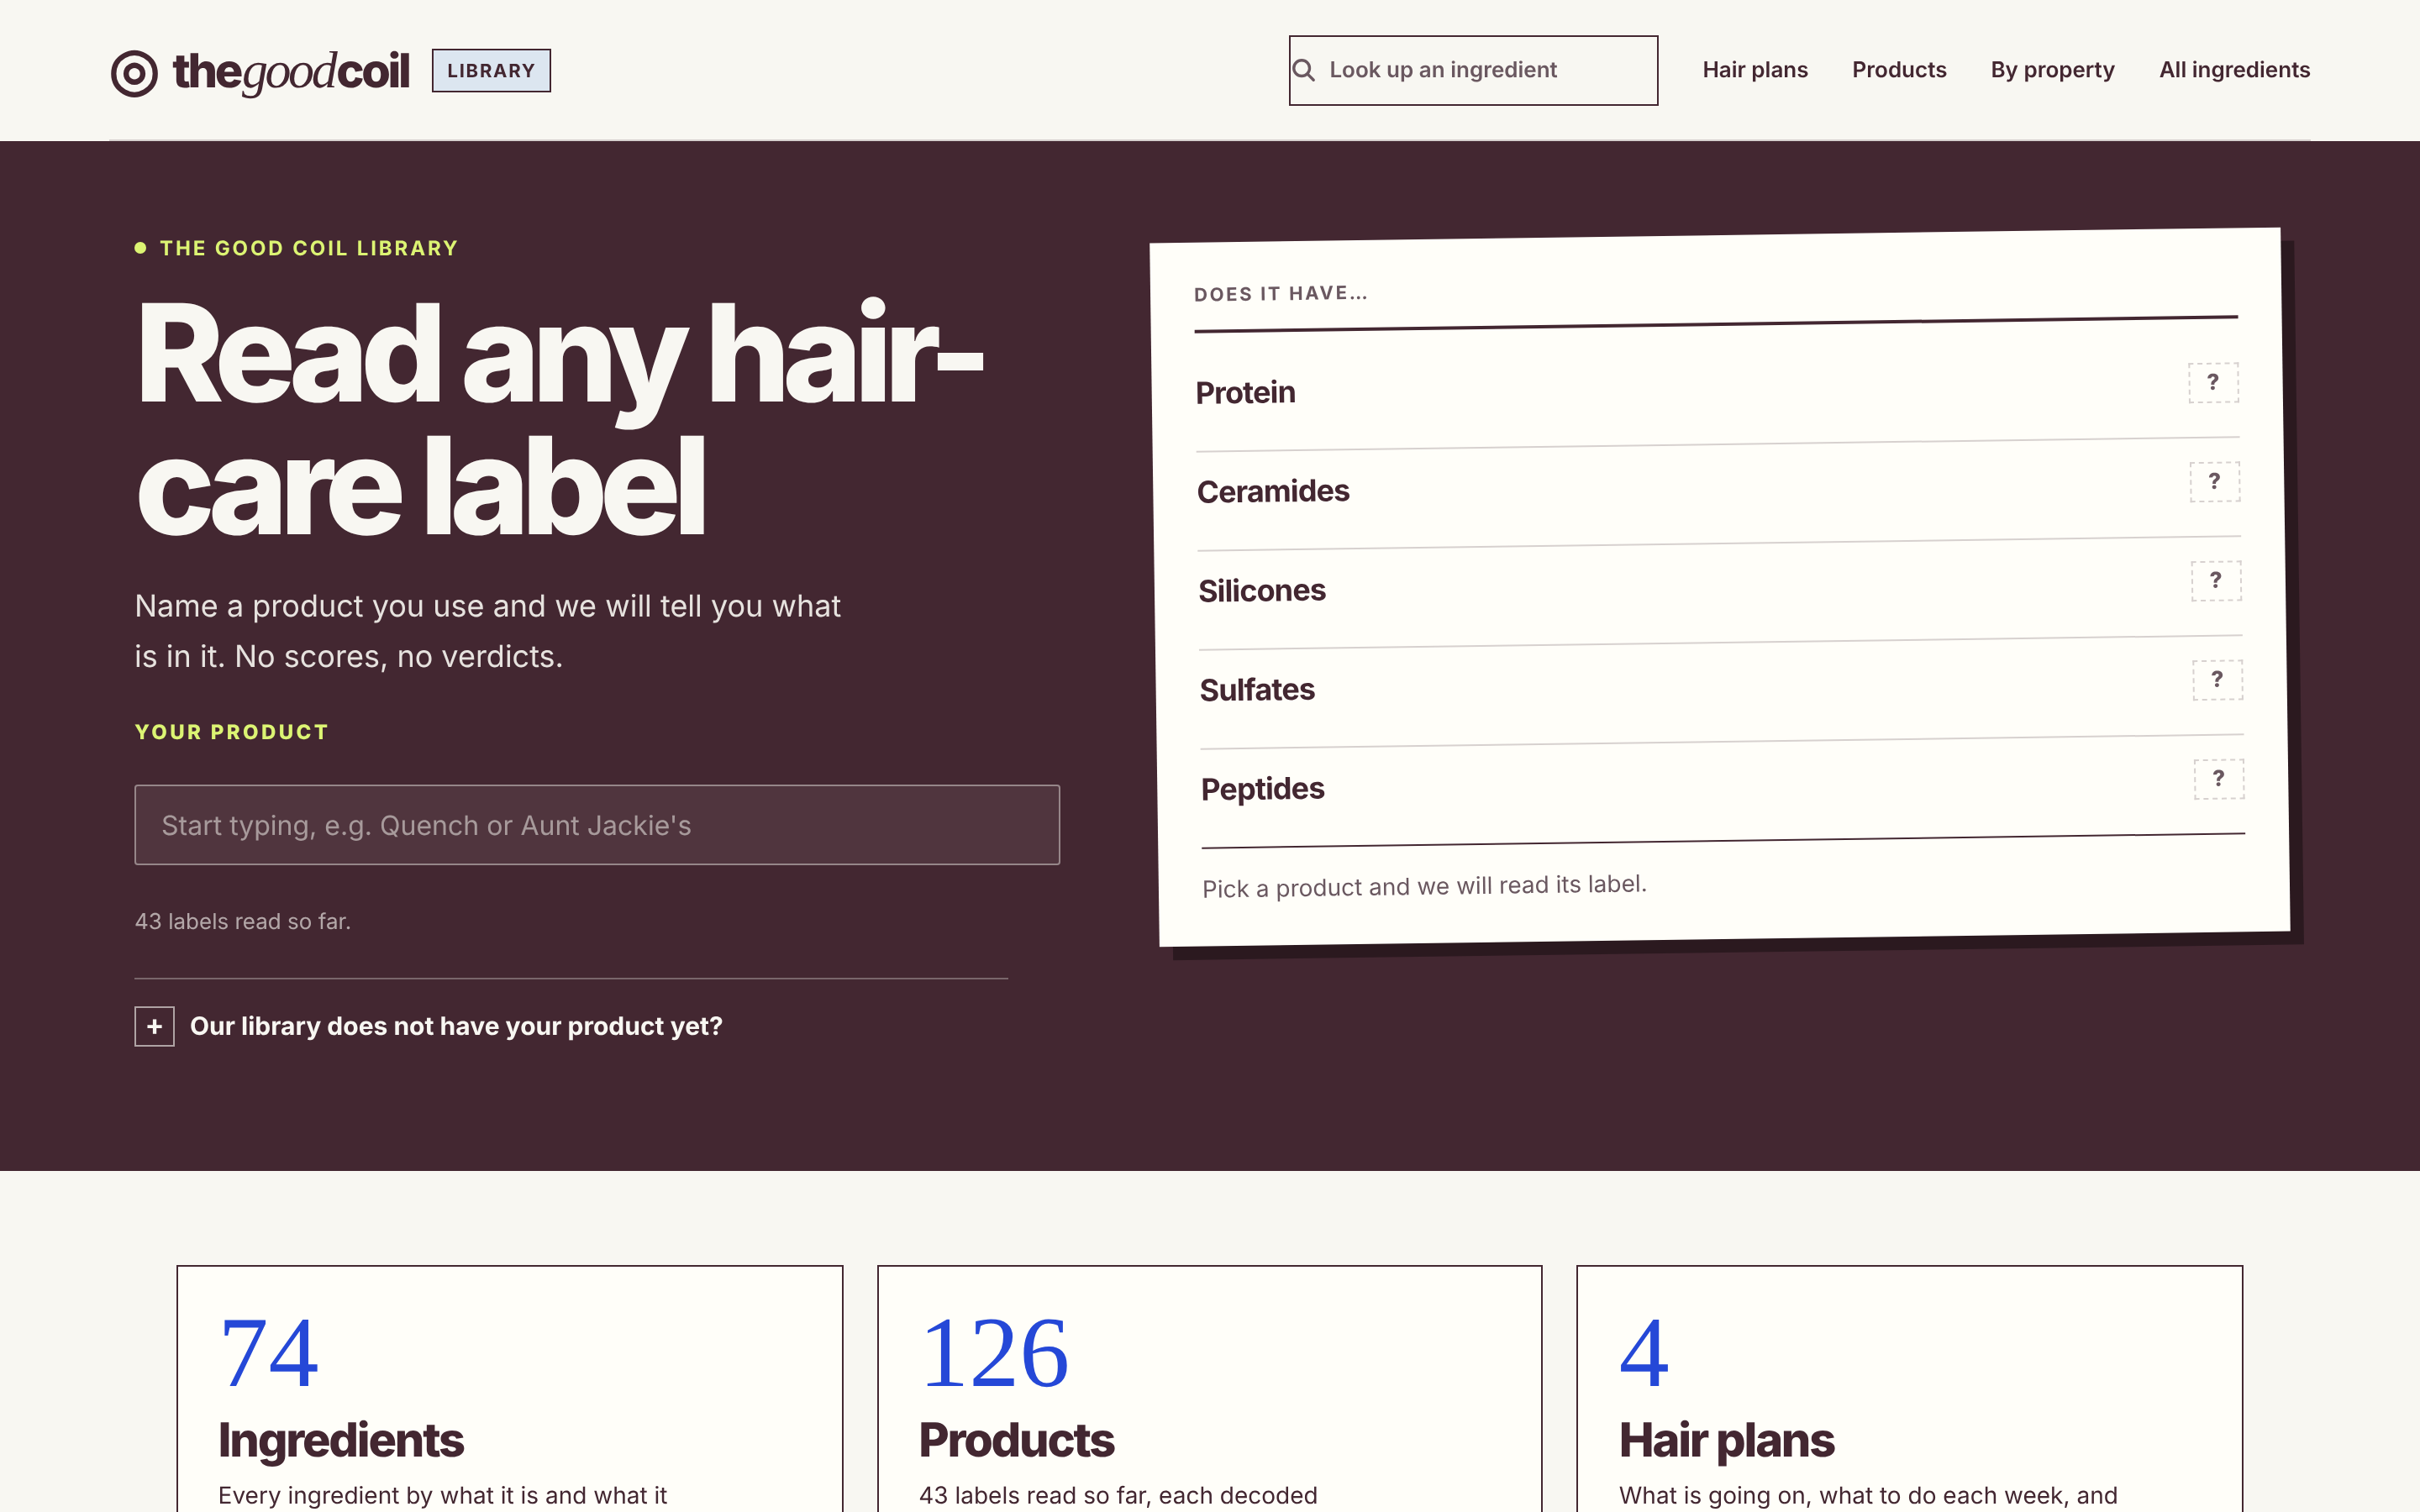 thegoodcoil LIBRARY
Look up an ingredient
Hair plans Products By property All ingredients
THE GOOD COIL LIBRARY
Read any hair-
care label
Name a product you use and we will tell you what
is in it. No scores, no verdicts.
YOUR PRODUCT
Start typing, e.g. Quench or Aunt Jackie's
43 labels read so far.
+ Our library does not have your product yet?
DOES IT HAVE...
Protein ?
Ceramides ?
Silicones ?
Sulfates ?
Peptides ?
Pick a product and we will read its label.
74
Ingredients
Every ingredient by what it is and what it
126
Products
43 labels read so far, each decoded
4
Hair plans
What is going on, what to do each week, and